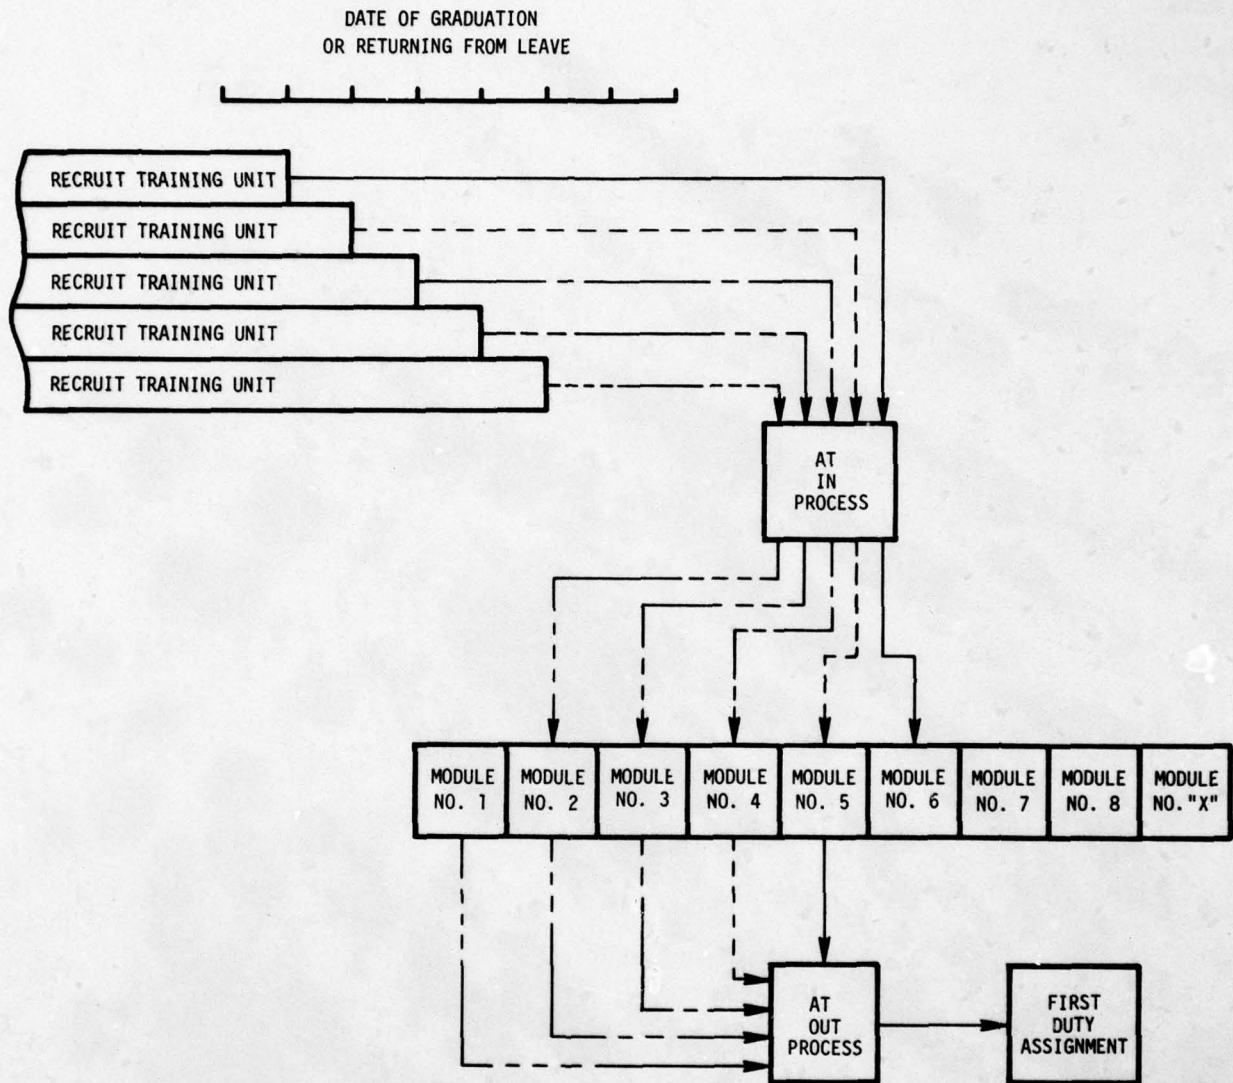 DATE OF GRADUATION
OR RETURNING FROM LEAVE
RECRUIT TRAINING UNIT
RECRUIT TRAINING UNIT
RECRUIT TRAINING UNIT
RECRUIT TRAINING UNIT
RECRUIT TRAINING UNIT
AT
IN
PROCESS
MODULE
NO. 1
MODULE
NO. 2
MODULE
NO. 3
MODULE
NO. 4
MODULE
NO. 5
MODULE
NO. 6
MODULE
NO. 7
MODULE
NO. 8
MODULE
NO. "X"
AT
OUT
PROCESS
FIRST
DUTY
ASSIGNMENT